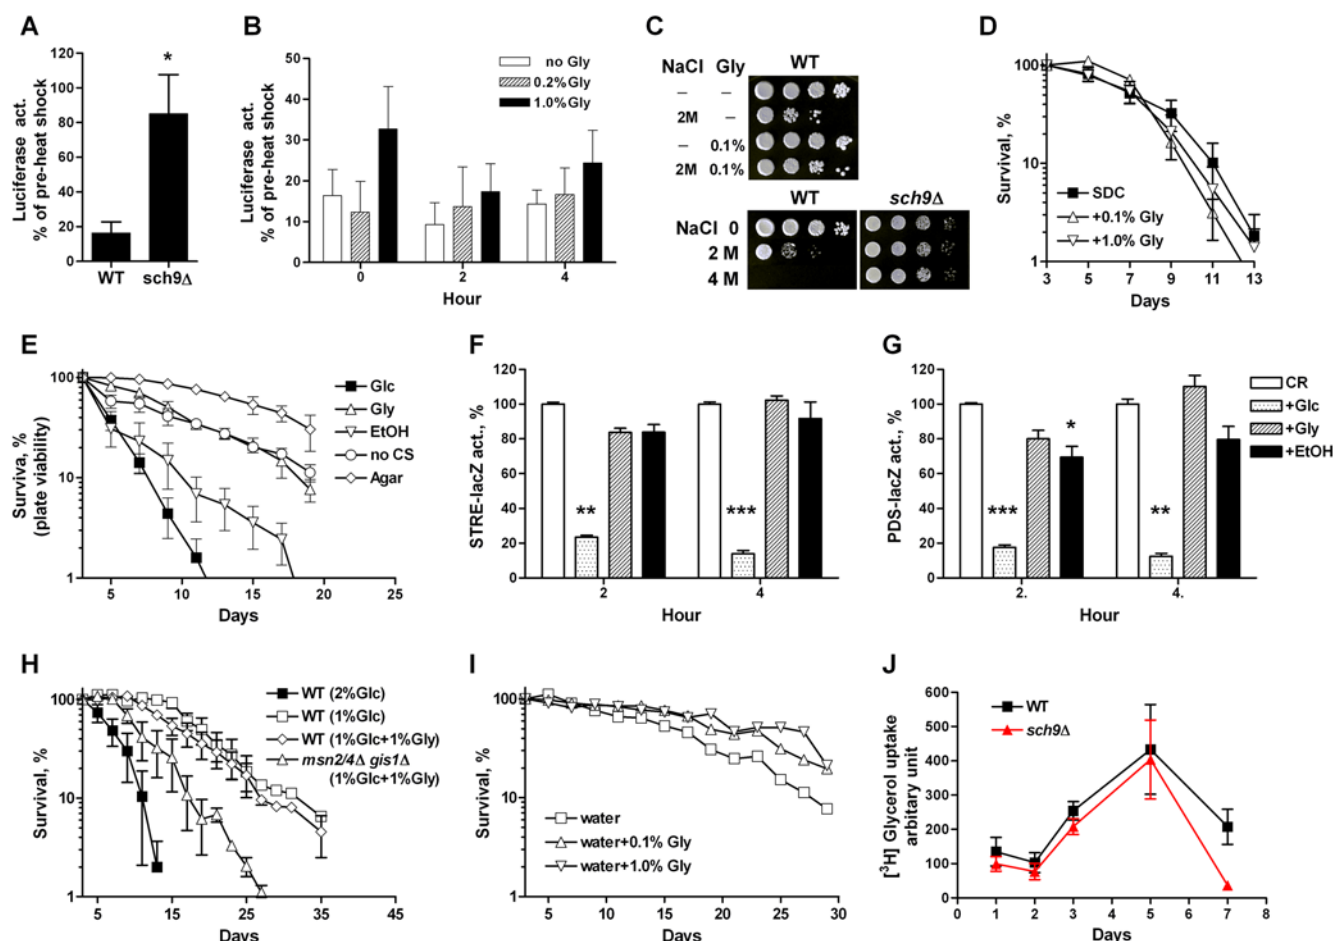 A
Luciferase act.
% of pre-heat shock
120
100
80
60
40
20
0
*
WT
sch9Δ
B
Luciferase act.
% of pre-heat shock
50
40
30
20
10
0
no Gly
0.2%Gly
1.0%Gly
0
2
4
Hour
C
NaCl Gly
WT
– –
2M –
– 0.1%
2M 0.1%
WT
sch9Δ
NaCl 0
2 M
4 M
D
Survival, %
100
10
1
SDC
+0.1% Gly
+1.0% Gly
3 5 7 9 11 13
Days
E
Surviva, %
(plate viability)
100
10
1
Glc
Gly
EtOH
no CS
Agar
5 10 15 20 25
Days
F
STRE-lacZ act., %
120
100
80
60
40
20
0
**
***
2
4
Hour
G
PDS-lacZ act., %
120
100
80
60
40
20
0
***
*
**
2.
4.
Hour
CR
+Glc
+Gly
+EtOH
H
Survival, %
100
10
1
WT (2%Glc)
WT (1%Glc)
WT (1%Glc+1%Gly)
msn2/4Δ gis1Δ
(1%Glc+1%Gly)
5 15 25 35 45
Days
I
Survival, %
100
10
1
water
water+0.1% Gly
water+1.0% Gly
5 10 15 20 25 30
Days
J
[³H] Glycerol uptake
arbitary unit
600
500
400
300
200
100
0
WT
sch9Δ
0 1 2 3 4 5 6 7 8
Days